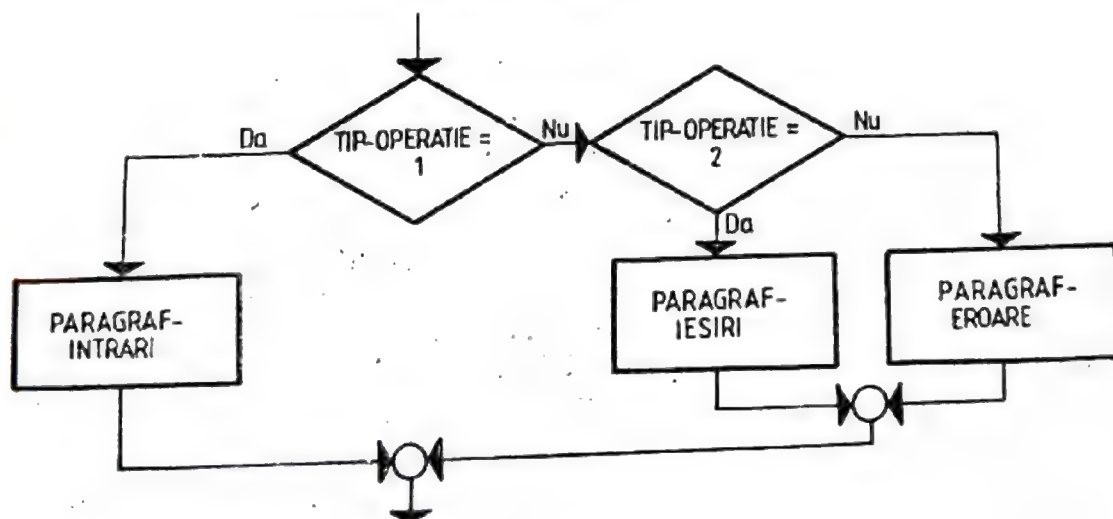 Da
TIP-OPERATIE =
1
Nu
TIP-OPERATIE =
2
Nu
Da
PARAGRAF-
INTRARI
PARAGRAF-
IESIRI
PARAGRAF-
EROARE